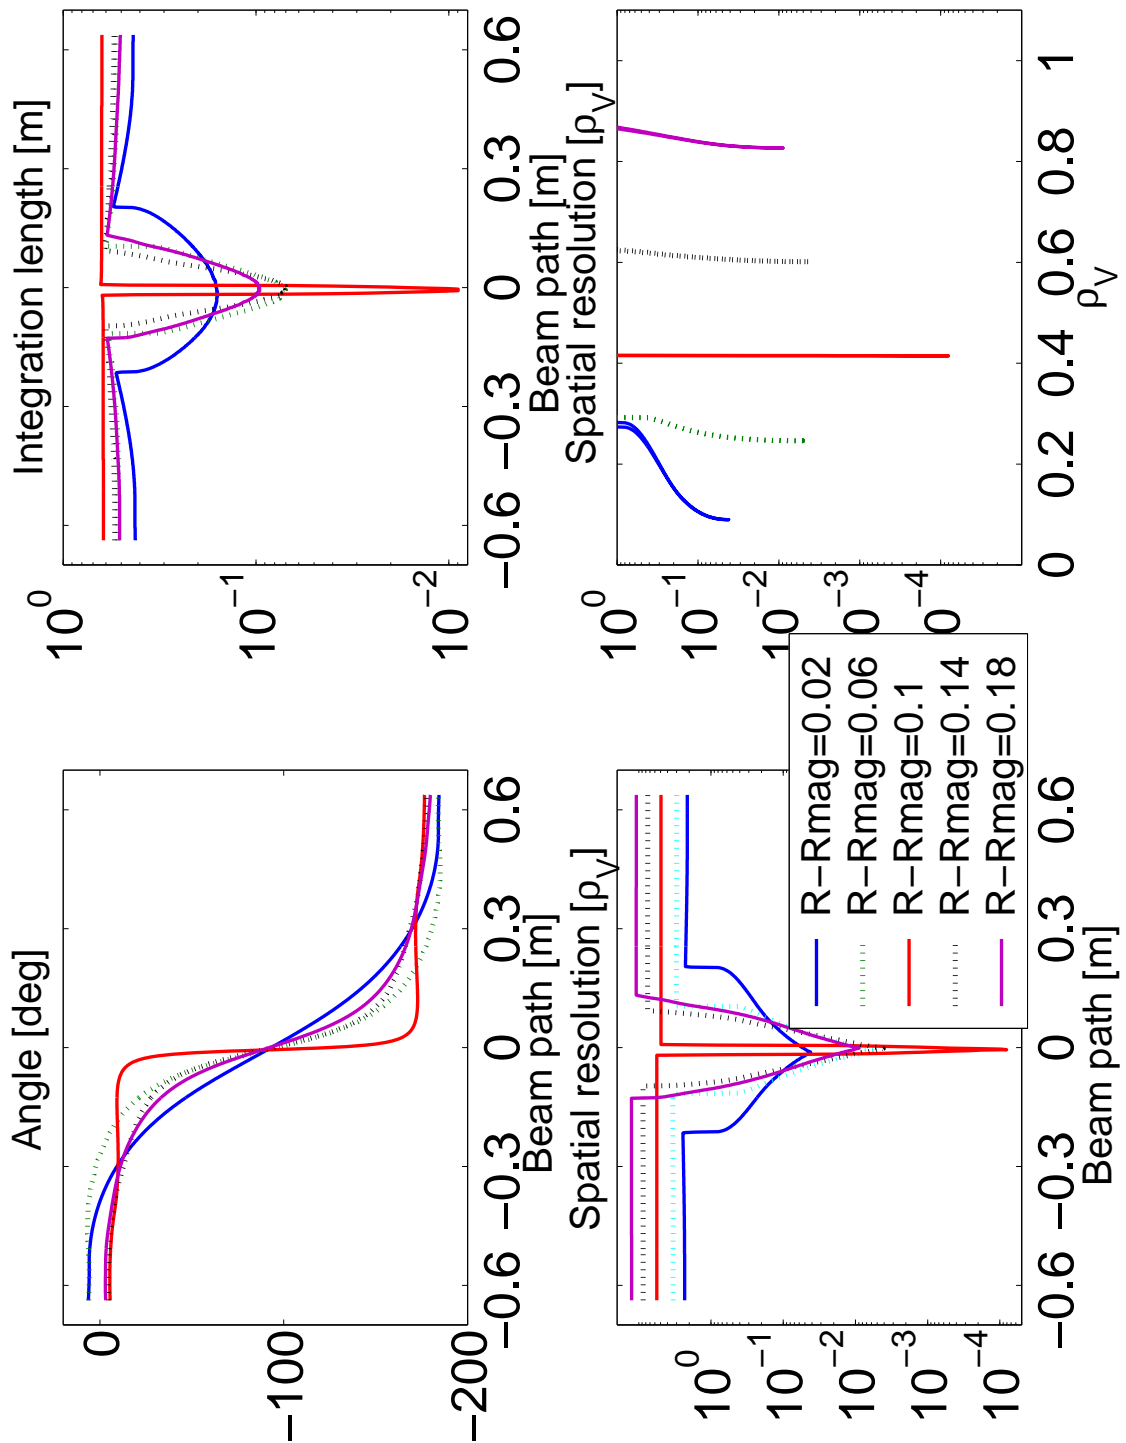 Angle [deg]
0
−100
−200
−0.6 −0.3 0 0.3 0.6
Beam path [m]
Integration length [m]
10^0
10^−1
10^−2
−0.6 −0.3 0 0.3 0.6
Beam path [m]
Spatial resolution [ρ_V]
10^0
10^−1
10^−2
10^−3
10^−4
−0.6 −0.3 0 0.3 0.6
Beam path [m]
Spatial resolution [ρ_V]
10^0
10^−1
10^−2
10^−3
10^−4
0 0.2 0.4 0.6 0.8 1
ρ_V
R−Rmag=0.02
R−Rmag=0.06
R−Rmag=0.1
R−Rmag=0.14
R−Rmag=0.18